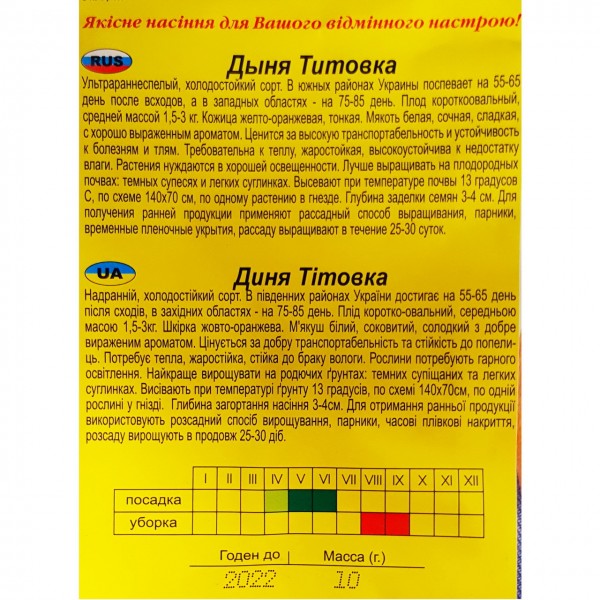 Якісне насіння для Вашого відмінного настрою!
RUS
Дыня Титовка
Ультрараннеспелый, холодостойкий сорт. В южных районах Украины поспевает на 55-65
день после всходов, а в западных областях - на 75-85 день. Плод короткоовальный,
средней массой 1,5-3 кг. Кожица желто-оранжевая, тонкая. Мякоть белая, сочная, сладкая,
с хорошо выраженным ароматом. Ценится за высокую транспортабельность и устойчивость
к болезням и тлям. Требовательна к теплу, жаростойкая, высокоустойчива к недостатку
влаги. Растения нуждаются в хорошей освещенности. Лучше выращивать на плодородных
почвах: темных супесях и легких суглинках. Высевают при температуре почвы 13 градусов
С, по схеме 140х70 см, по одному растению в гнезде. Глубина заделки семян 3-4 см. Для
получения ранней продукции применяют рассадный способ выращивания, парники,
временные пленочные укрытия, рассаду выращивают в течение 25-30 суток.
UA
Диня Тітовка
Надранній, холодостійкий сорт. В південних районах України достигає на 55-65 день
після сходів, в західних областях - на 75-85 день. Плід коротко-овальний, середньою
масою 1,5-3кг. Шкірка жовто-оранжева. М'якуш білий, соковитий, солодкий з добре
вираженим ароматом. Цінується за добру транспортабельность та стійкість до попели-
ць. Потребує тепла, жаростійка, стійка до браку вологи. Рослини потребують гарного
освітлення. Найкраще вирощувати на родючих ґрунтах: темних супіщаних та легких
суглинках. Висівають при температурі ґрунту 13 градусів, по схемі 140х70см, по одній
рослині у гнізді. Глибина загортання насіння 3-4см. Для отримання ранньої продукції
використовують розсадний спосіб вирощування, парники, часові плівкові накриття,
розсаду вирощують в продовж 25-30 діб.
I II III IV V VI VII VIII IX X XI XII
посадка
уборка
Годен до Масса (г.)
2022 10